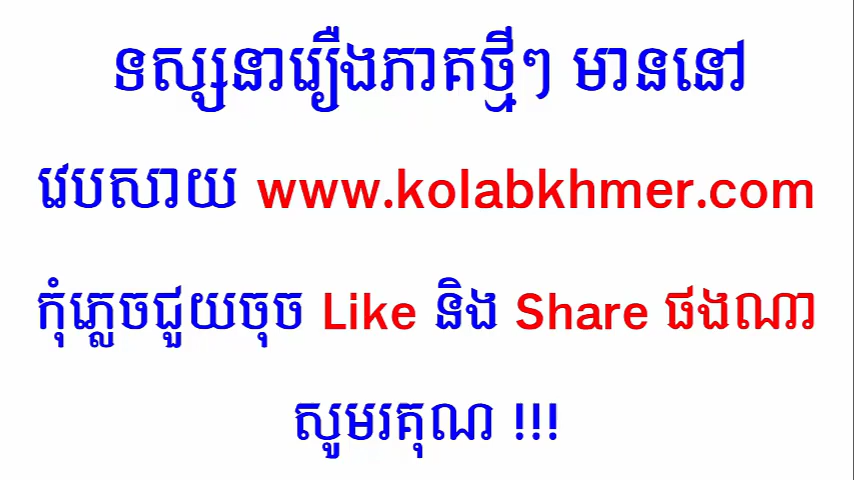 ទស្សនារឿងភាគថ្មីៗ មាននៅ
វេបសាយ www.kolabkhmer.com
កុំភ្លេចជួយចុច Like និង Share ផងណា
សូមរគុណ !!!